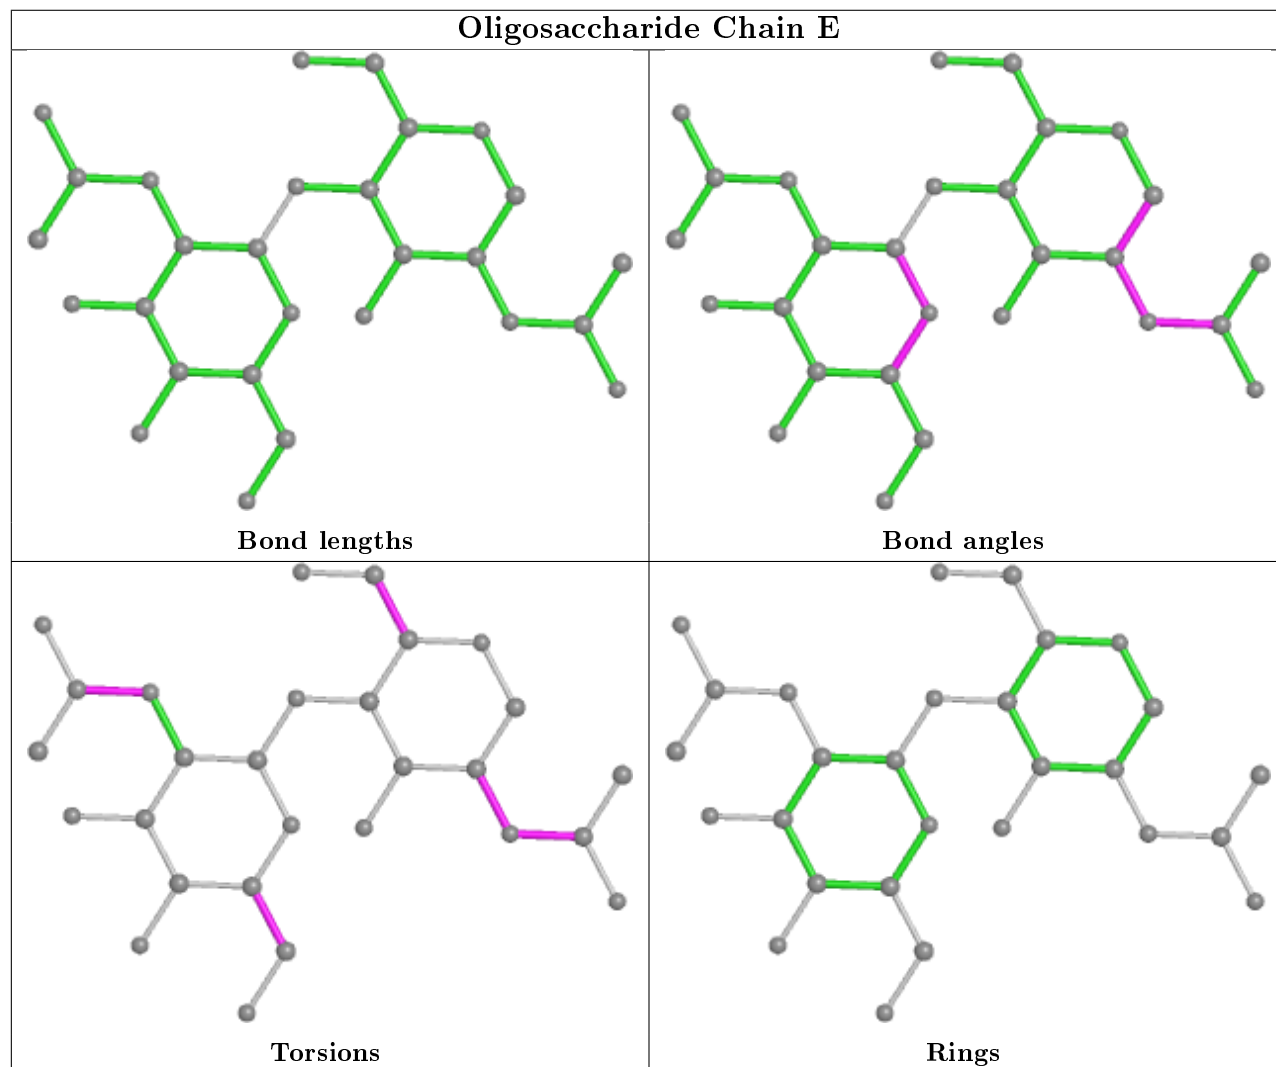 Oligosaccharide Chain E
Bond lengths
Bond angles
Torsions
Rings